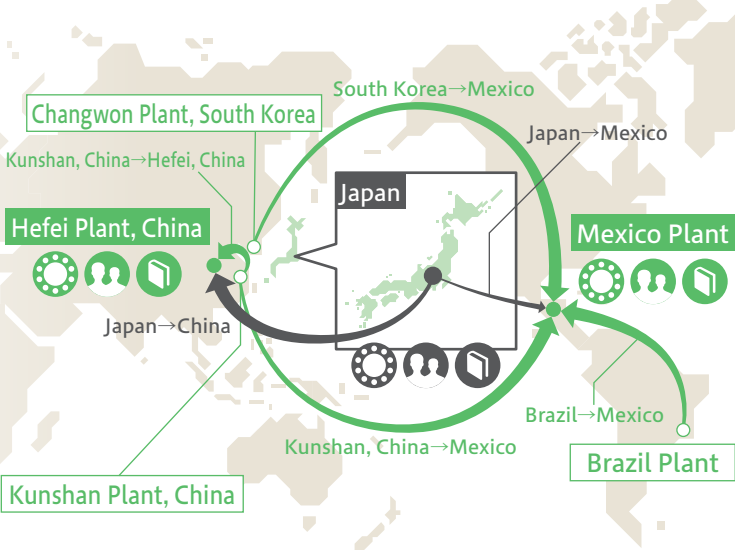 South Korea→Mexico
Changwon Plant, South Korea
Japan→Mexico
Kunshan, China→Hefei, China
Japan
Hefei Plant, China
Mexico Plant
Japan→China
Brazil→Mexico
Kunshan, China→Mexico
Brazil Plant
Kunshan Plant, China